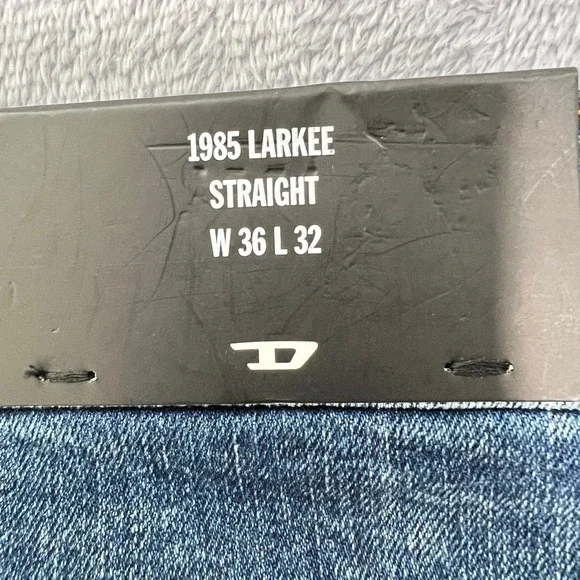 1985 LARKEE
STRAIGHT
W 36 L 32
D